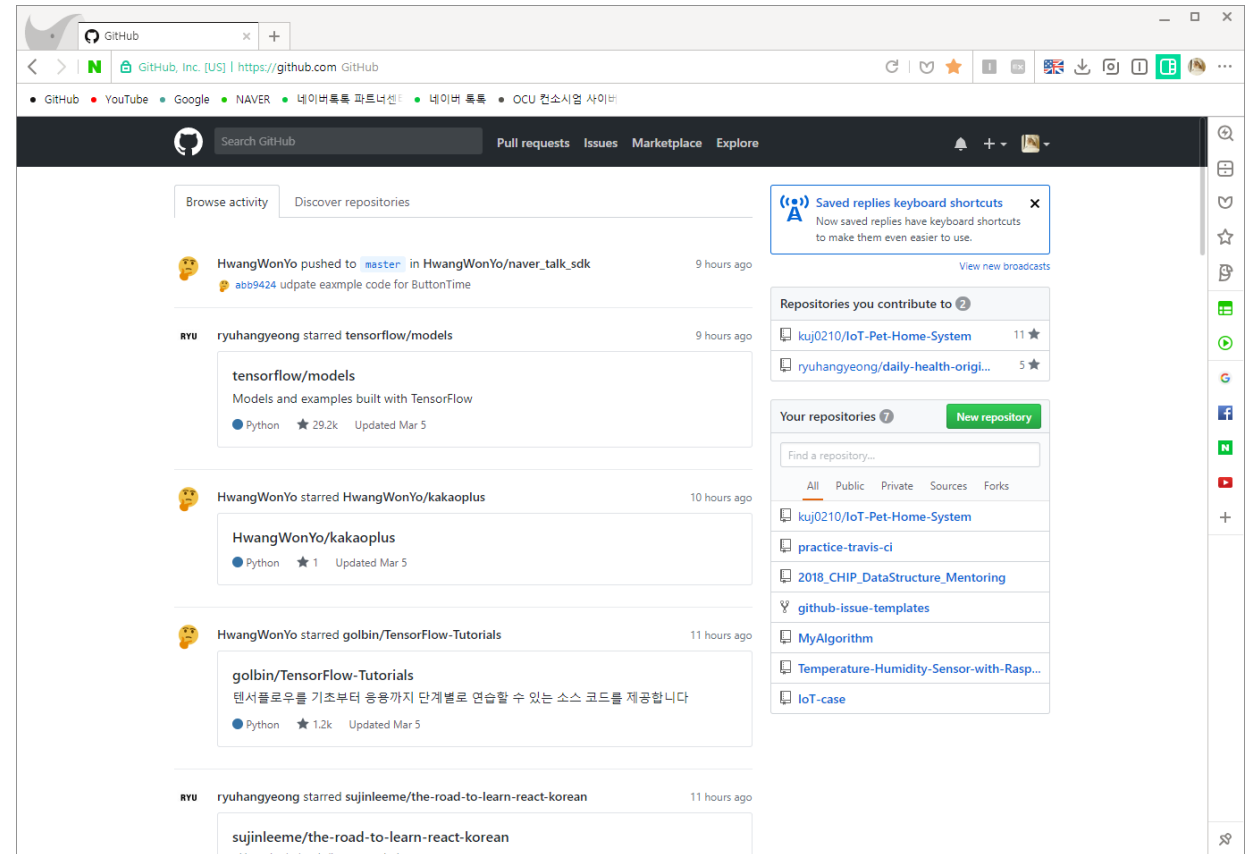 GitHub
GitHub, Inc. [US] | https://github.com GitHub
GitHub YouTube Google NAVER 네이버톡톡 파트너센 네이버 톡톡 OCU 컨소시엄 사이버
Search GitHub Pull requests Issues Marketplace Explore
Browse activity Discover repositories
HwangWonYo pushed to master in HwangWonYo/naver_talk_sdk 9 hours ago
abb9424 udpate eaxmple code for ButtonTime
RYU ryuhangyeong starred tensorflow/models 9 hours ago
tensorflow/models
Models and examples built with TensorFlow
Python 29.2k Updated Mar 5
HwangWonYo starred HwangWonYo/kakaoplus 10 hours ago
HwangWonYo/kakaoplus
Python 1 Updated Mar 5
HwangWonYo starred golbin/TensorFlow-Tutorials 11 hours ago
golbin/TensorFlow-Tutorials
텐서플로우를 기초부터 응용까지 단계별로 연습할 수 있는 소스 코드를 제공합니다
Python 1.2k Updated Mar 5
RYU ryuhangyeong starred sujinleeme/the-road-to-learn-react-korean 11 hours ago
sujinleeme/the-road-to-learn-react-korean
Saved replies keyboard shortcuts
Now saved replies have keyboard shortcuts
to make them even easier to use.
View new broadcasts
Repositories you contribute to 2
kuj0210/IoT-Pet-Home-System 11
ryuhangyeong/daily-health-origi... 5
Your repositories 7 New repository
Find a repository...
All Public Private Sources Forks
kuj0210/IoT-Pet-Home-System
practice-travis-ci
2018_CHIP_DataStructure_Mentoring
github-issue-templates
MyAlgorithm
Temperature-Humidity-Sensor-with-Rasp...
IoT-case